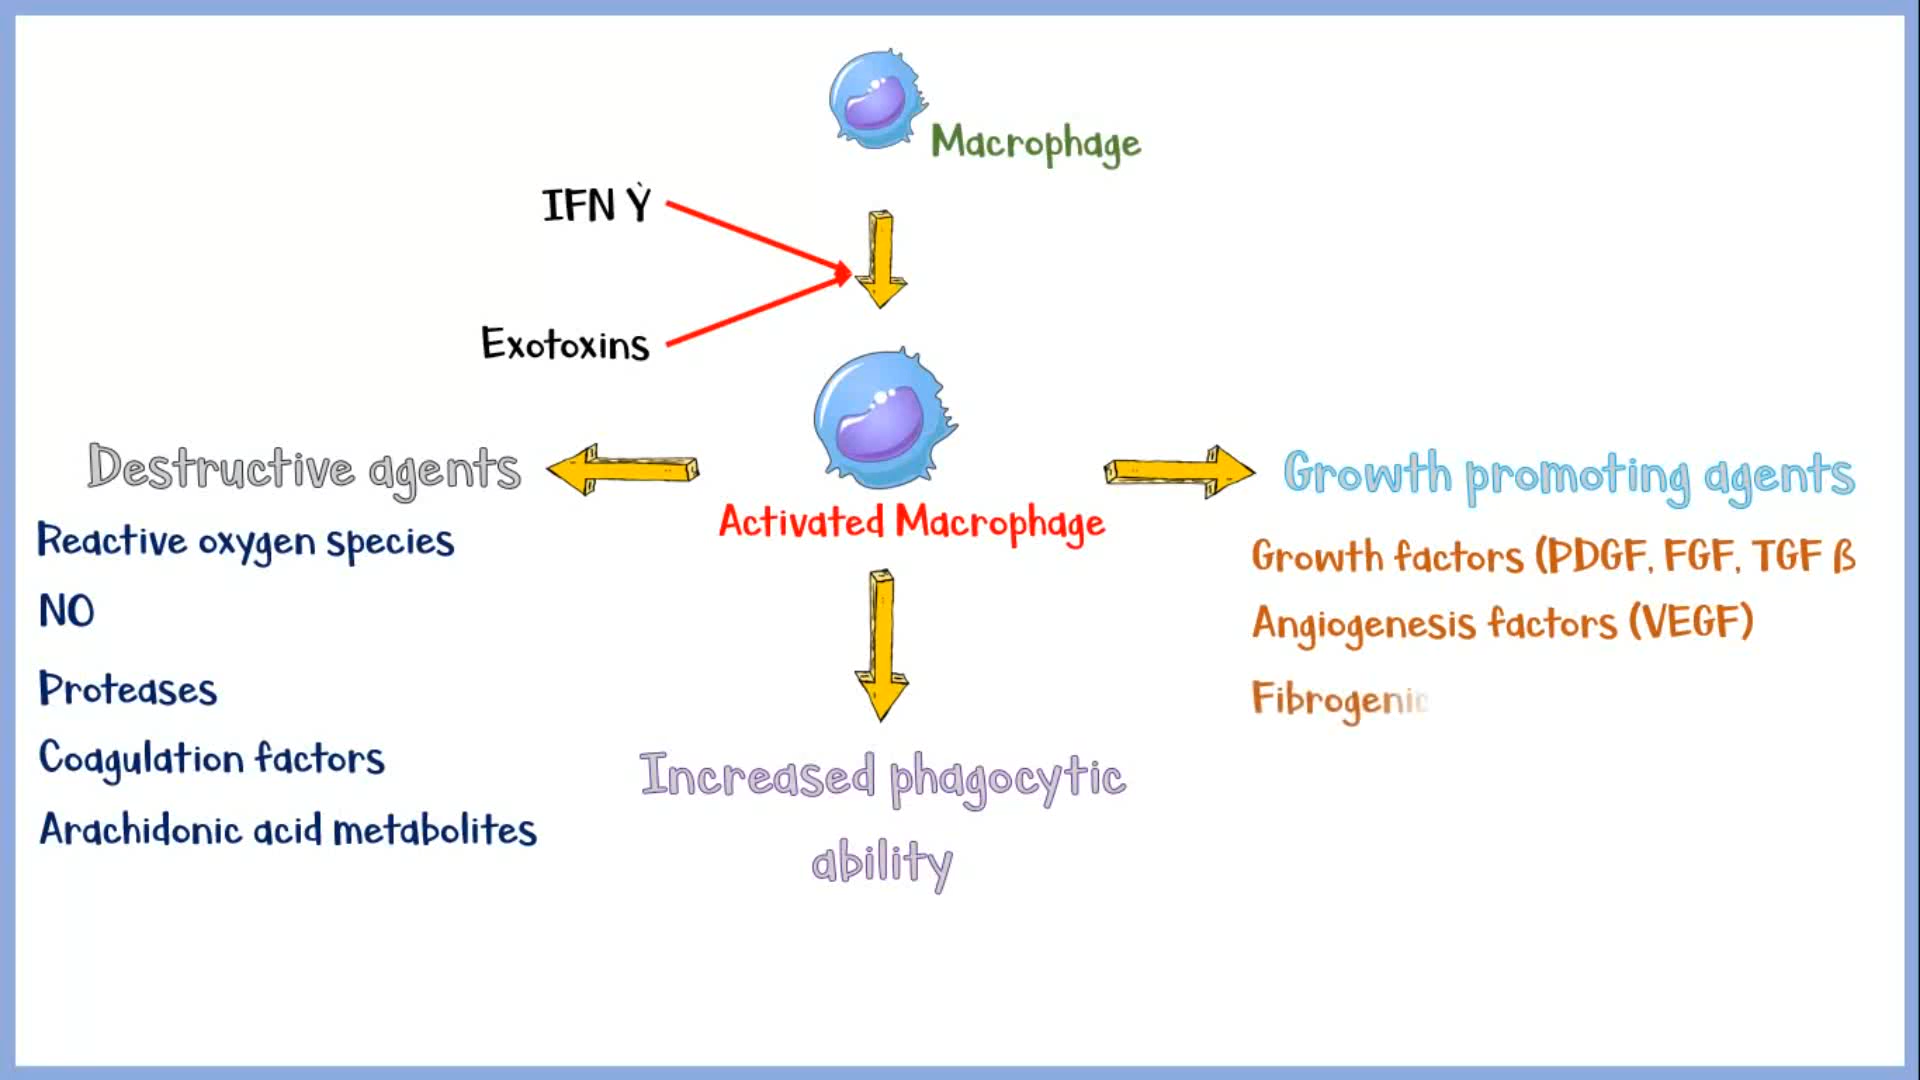 Macrophage
IFN Ẏ
Exotoxins
Destructive agents
Reactive oxygen species
NO
Proteases
Coagulation factors
Arachidonic acid metabolites
Activated Macrophage
Increased phagocytic
ability
Growth promoting agents
Growth factors (PDGF, FGF, TGF ß
Angiogenesis factors (VEGF)
Fibrogenic